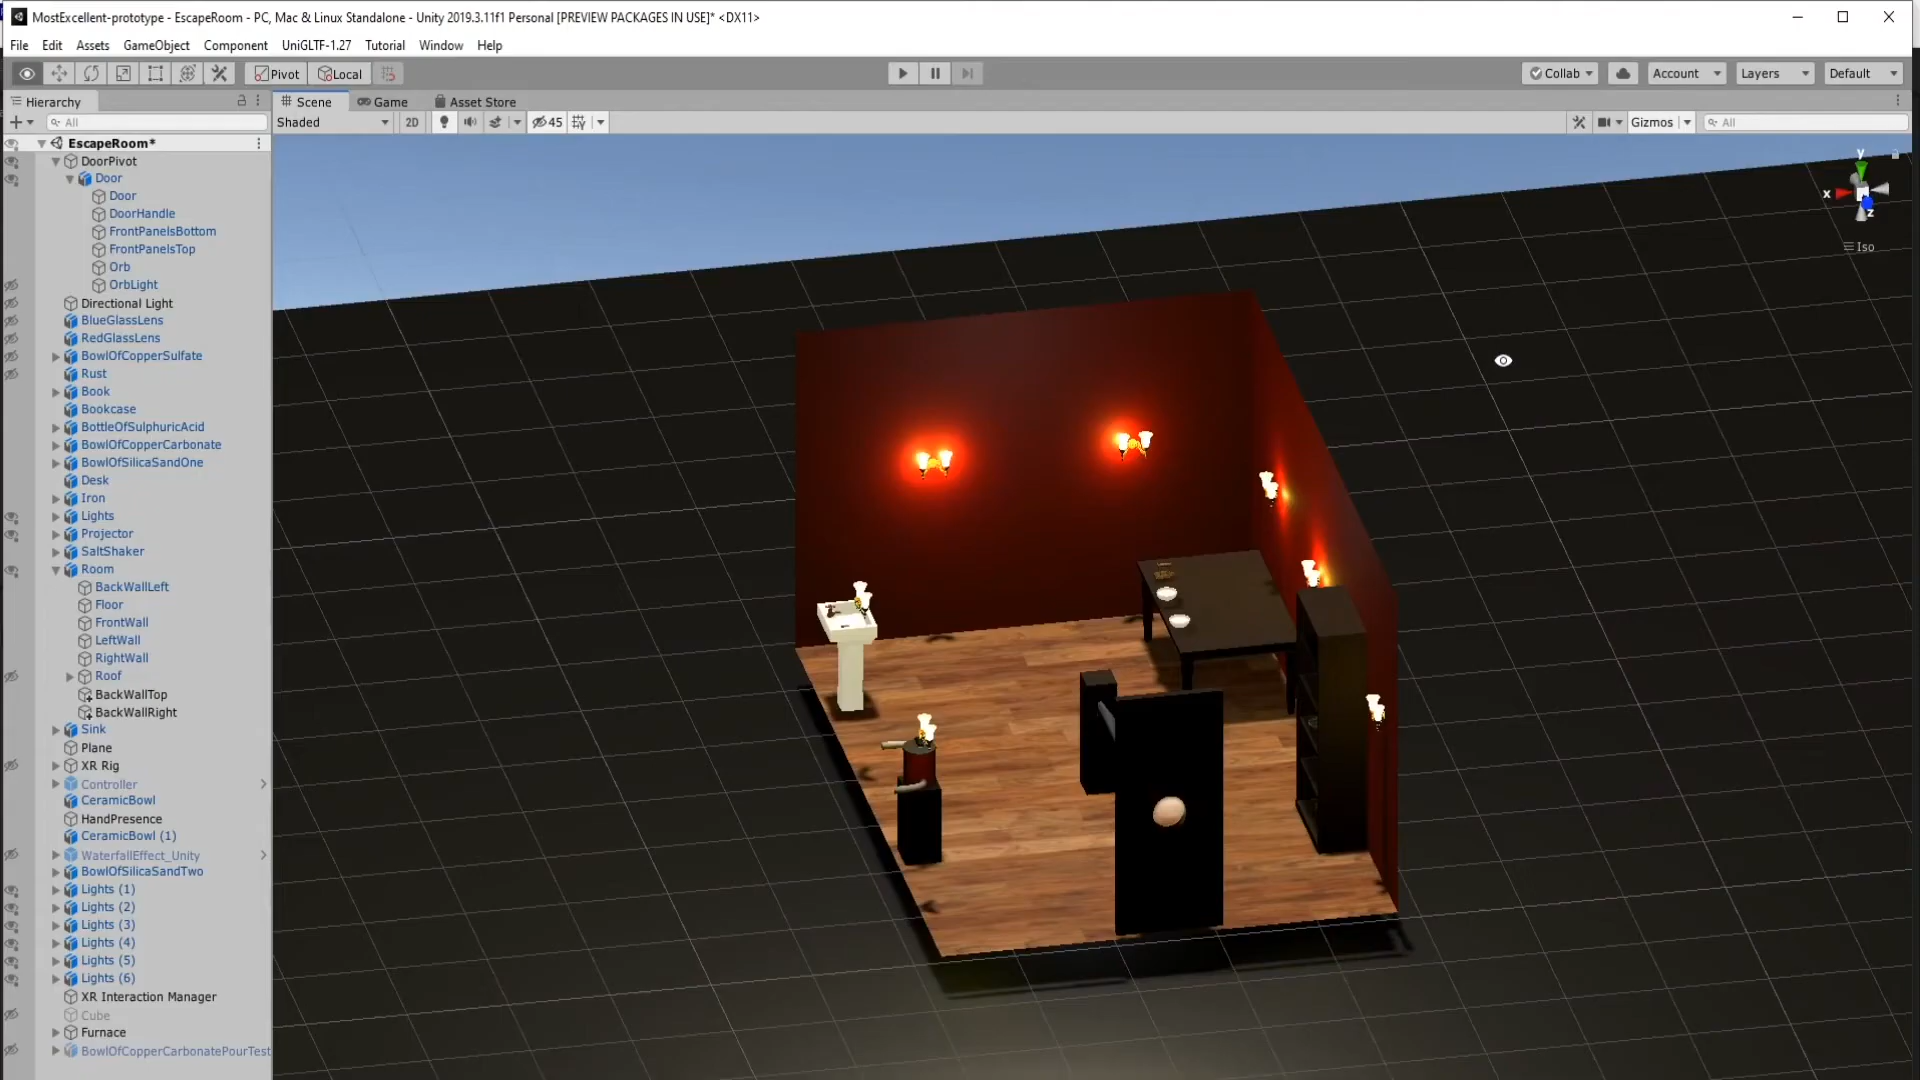 MostExcellent-prototype - EscapeRoom - PC, Mac & Linux Standalone - Unity 2019.3.11f1 Personal [PREVIEW PACKAGES IN USE]* <DX11>
File Edit Assets GameObject Component UniGLTF-1.27 Tutorial Window Help
Pivot Local Collab Account Layers Default
Hierarchy Scene Game Asset Store
All Shaded 2D 45 Gizmos All
EscapeRoom*
DoorPivot
Door
Door
DoorHandle
FrontPanelsBottom
FrontPanelsTop
Orb
OrbLight
Directional Light
BlueGlassLens
RedGlassLens
BowlOfCopperSulfate
Rust
Book
Bookcase
BottleOfSulphuricAcid
BowlOfCopperCarbonate
BowlOfSilicaSandOne
Desk
Iron
Lights
Projector
SaltShaker
Room
BackWallLeft
Floor
FrontWall
LeftWall
RightWall
Roof
BackWallTop
BackWallRight
Sink
Plane
XR Rig
Controller
CeramicBowl
HandPresence
CeramicBowl (1)
WaterfallEffect_Unity
BowlOfSilicaSandTwo
Lights (1)
Lights (2)
Lights (3)
Lights (4)
Lights (5)
Lights (6)
XR Interaction Manager
Cube
Furnace
BowlOfCopperCarbonatePourTest
y
x
z
Iso